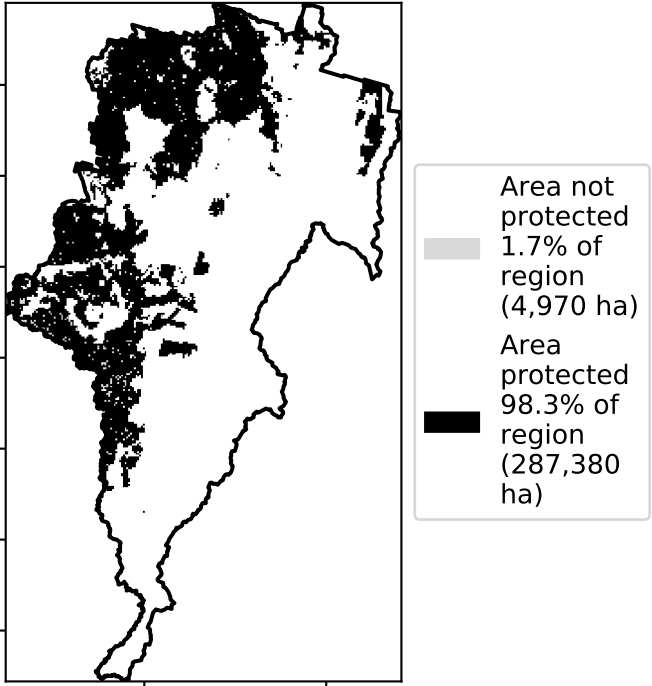 Area not
protected
1.7% of
region
(4,970 ha)
Area
protected
98.3% of
region
(287,380
ha)